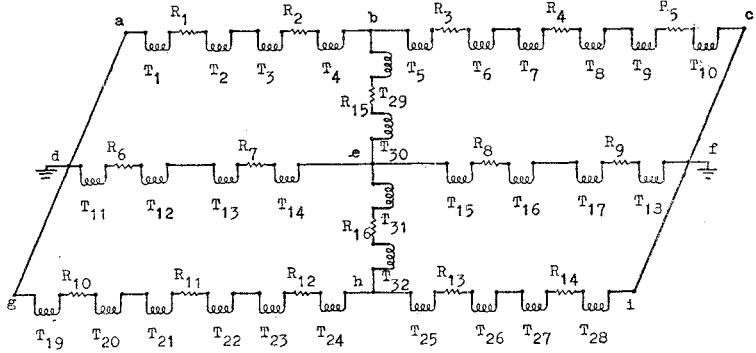 a b c
R1 R2 R3 R4 R5
T1 T2 T3 T4 T5 T6 T7 T8 T9 T10
R15 T29
d R6 R7 e T30 R8 R9 f
T11 T12 T13 T14 T15 T16 T17 T18
T31
R16
g R10 R11 R12 h T32 R13 R14 i
T19 T20 T21 T22 T23 T24 T25 T26 T27 T28